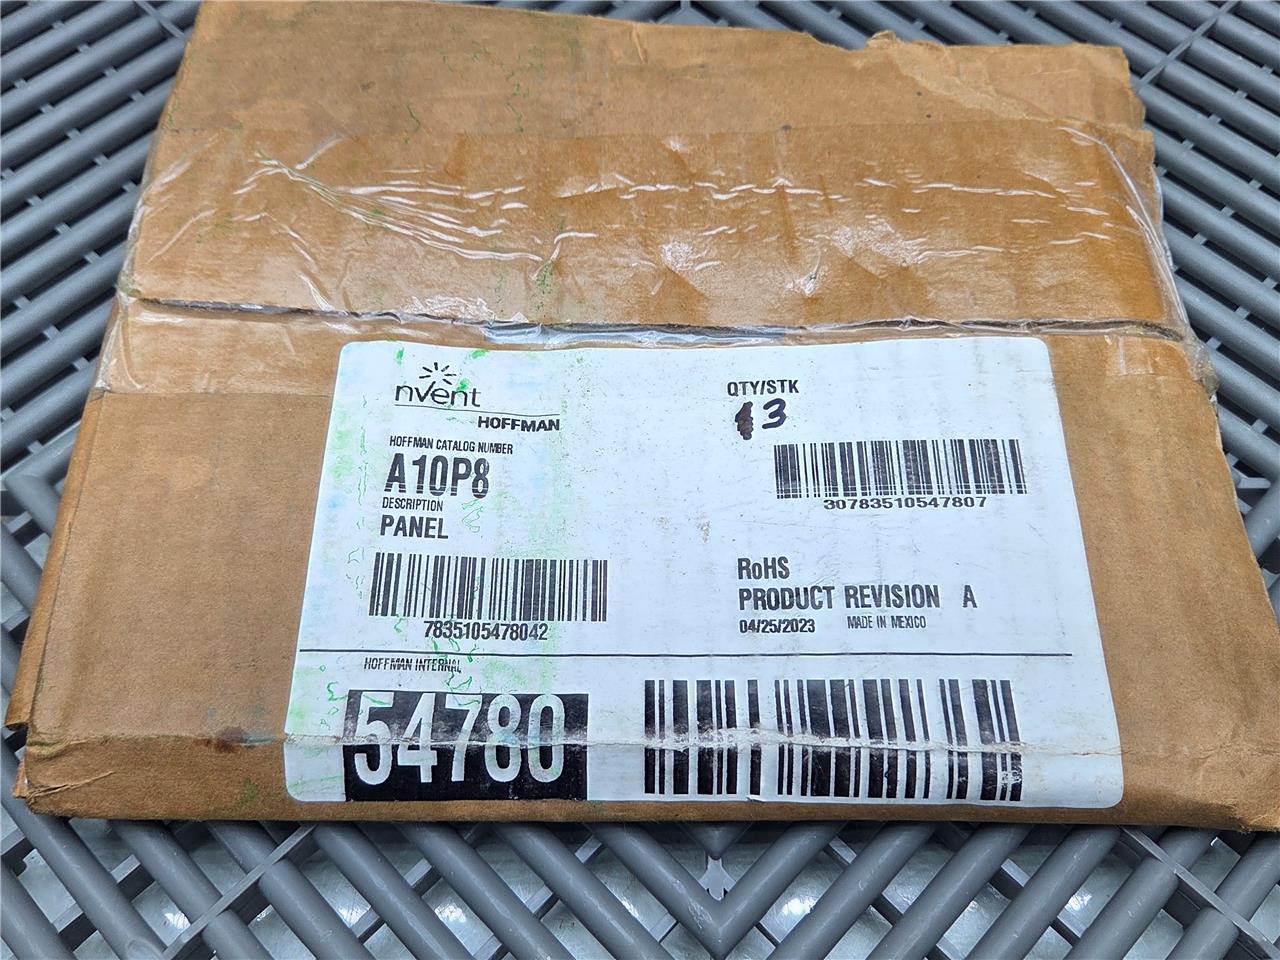 nVent
HOFFMAN
HOFFMAN CATALOG NUMBER
A10P8
DESCRIPTION
PANEL
7835105478042
QTY/STK
3
30783510547807
RoHS
PRODUCT REVISION A
04/25/2023 MADE IN MEXICO
HOFFMAN INTERNAL
54780